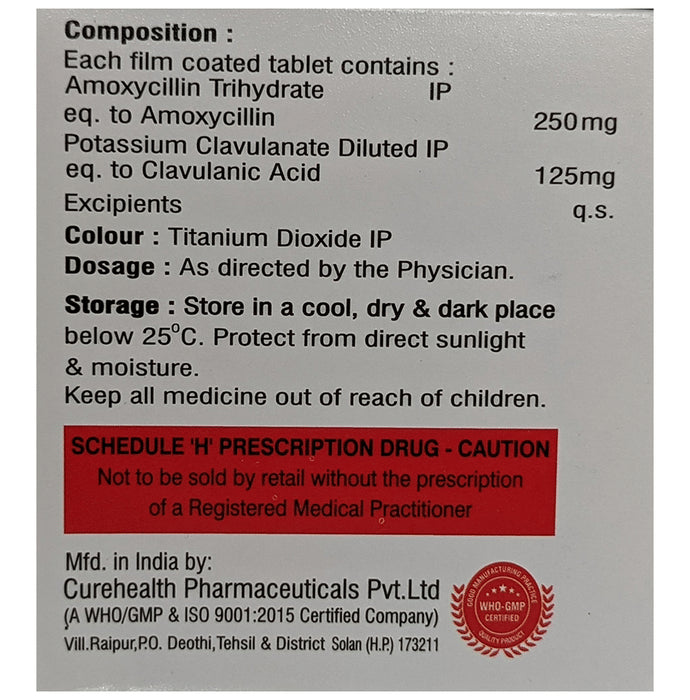 Composition :
Each film coated tablet contains :
Amoxycillin Trihydrate IP
eq. to Amoxycillin 250mg
Potassium Clavulanate Diluted IP
eq. to Clavulanic Acid 125mg
Excipients q.s.
Colour : Titanium Dioxide IP
Dosage : As directed by the Physician.
Storage : Store in a cool, dry & dark place
below 25°C. Protect from direct sunlight
& moisture.
Keep all medicine out of reach of children.
SCHEDULE 'H' PRESCRIPTION DRUG - CAUTION
Not to be sold by retail without the prescription
of a Registered Medical Practitioner
Mfd. in India by:
Curehealth Pharmaceuticals Pvt.Ltd
(A WHO/GMP & ISO 9001:2015 Certified Company)
Vill.Raipur,P.O. Deothi,Tehsil & District Solan (H.P.) 173211
GOOD MANUFACTURING PRACTICE
WHO-GMP
CERTIFIED
QUALITY PRODUCT